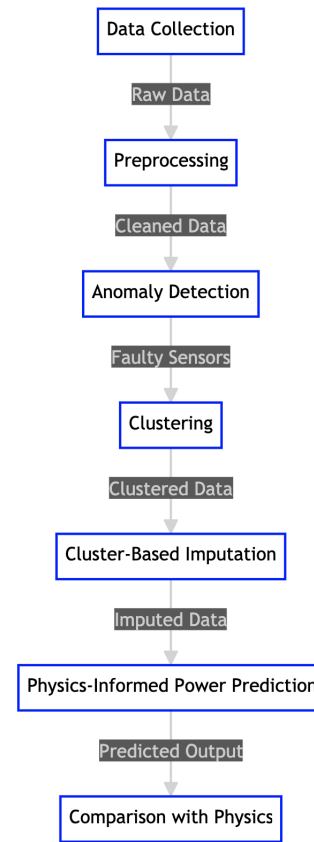 Data Collection
Raw Data
Preprocessing
Cleaned Data
Anomaly Detection
Faulty Sensors
Clustering
Clustered Data
Cluster-Based Imputation
Imputed Data
Physics-Informed Power Prediction
Predicted Output
Comparison with Physics